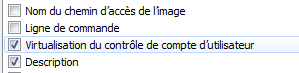 Nom du chemin d'accès de l'image
Ligne de commande
Virtualisation du contrôle de compte d'utilisateur
Description